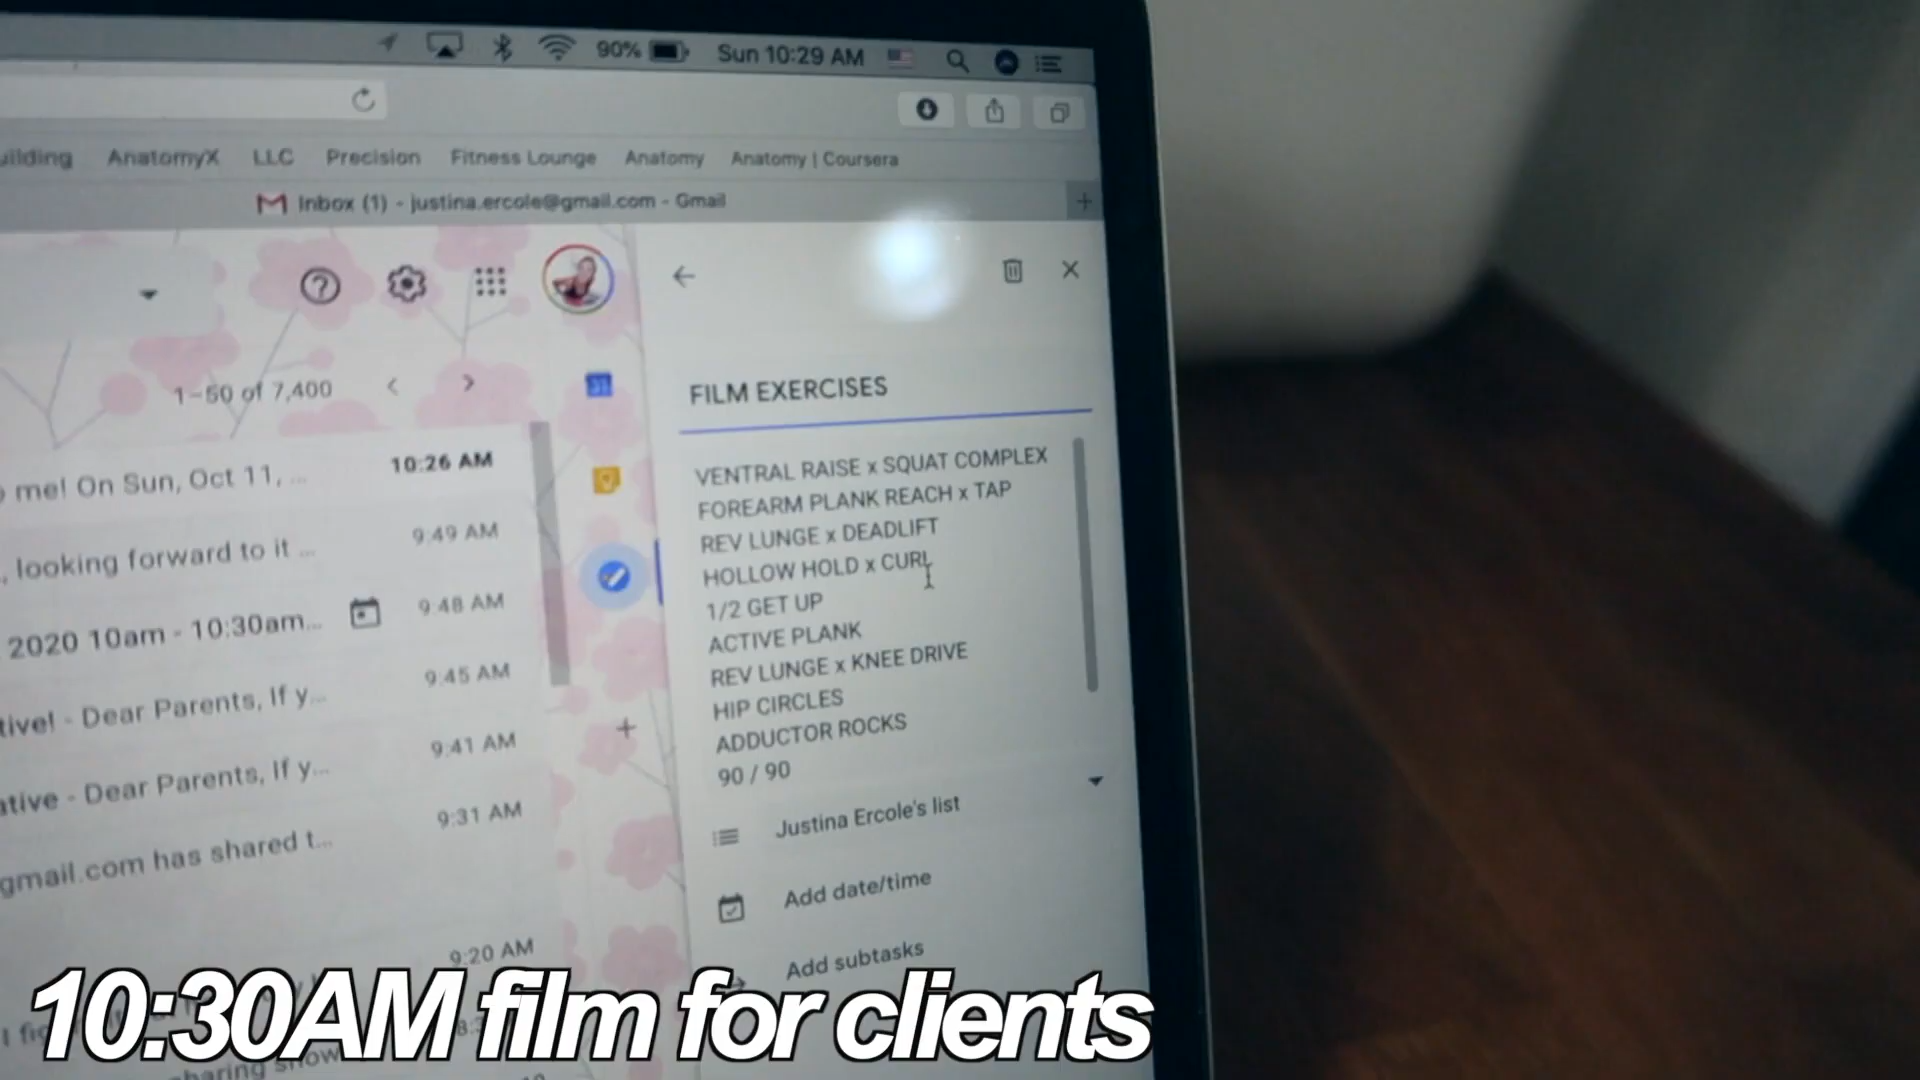 90% Sun 10:29 AM
uilding AnatomyX LLC Precision Fitness Lounge Anatomy Anatomy | Coursera
Inbox (1) - justina.ercole@gmail.com - Gmail
1-50 of 7,400
FILM EXERCISES
me! On Sun, Oct 11, ... 10:26 AM
, looking forward to it ... 9:49 AM
2020 10am - 10:30am... 9:48 AM
tive! - Dear Parents, If y... 9:45 AM
ative - Dear Parents, If y... 9:41 AM
gmail.com has shared t... 9:31 AM
9:20 AM
VENTRAL RAISE x SQUAT COMPLEX
FOREARM PLANK REACH x TAP
REV LUNGE x DEADLIFT
HOLLOW HOLD x CURL
1/2 GET UP
ACTIVE PLANK
REV LUNGE x KNEE DRIVE
HIP CIRCLES
ADDUCTOR ROCKS
90 / 90
Justina Ercole's list
Add date/time
Add subtasks
10:30AM film for clients